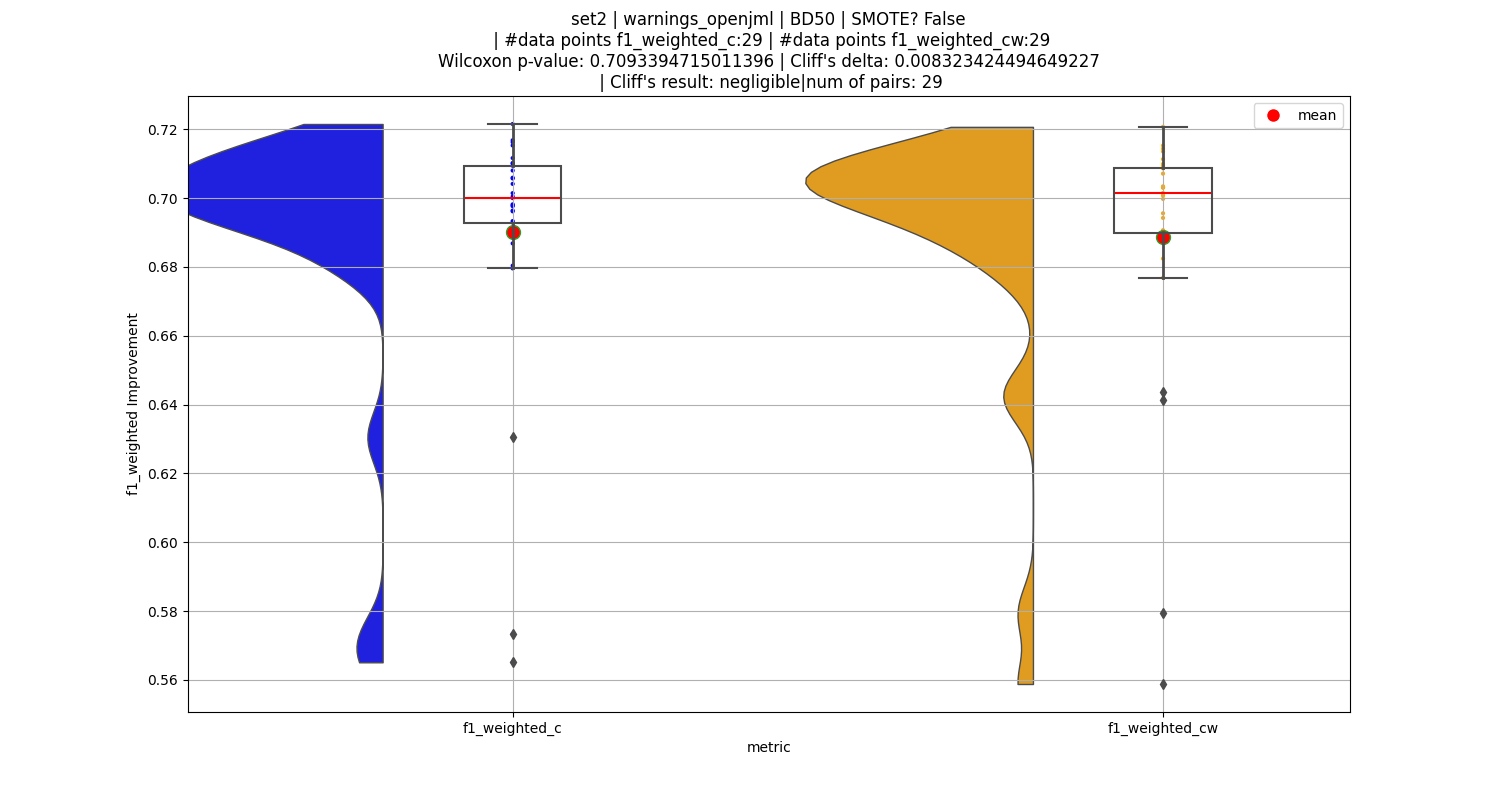 set2 | warnings_openjml | BD50 | SMOTE? False
| #data points f1_weighted_c:29 | #data points f1_weighted_cw:29
Wilcoxon p-value: 0.7093394715011396 | Cliff's delta: 0.008323424494649227
| Cliff's result: negligible|num of pairs: 29
mean
0.72
0.70
0.68
0.66
0.64
0.62
0.60
0.58
0.56
f1_weighted Improvement
f1_weighted_c
f1_weighted_cw
metric